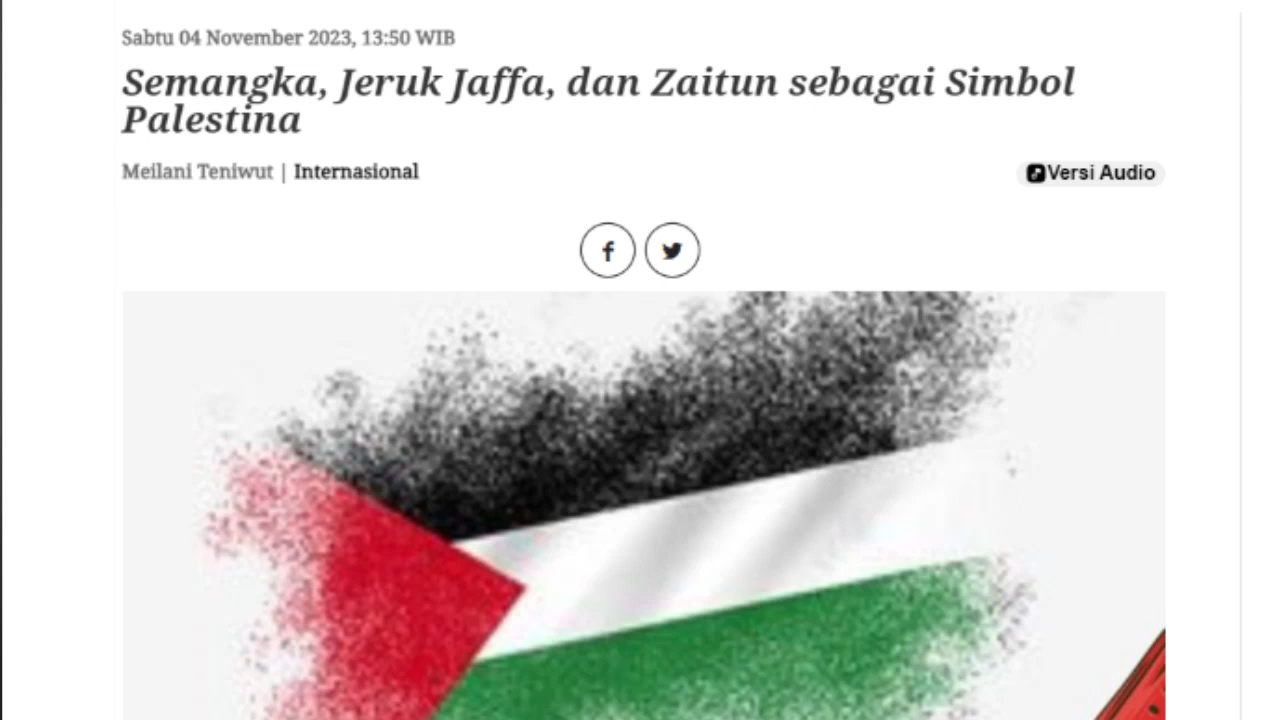 Sabtu 04 November 2023, 13:50 WIB
Semangka, Jeruk Jaffa, dan Zaitun sebagai Simbol
Palestina
Meilani Teniwut | Internasional
Versi Audio